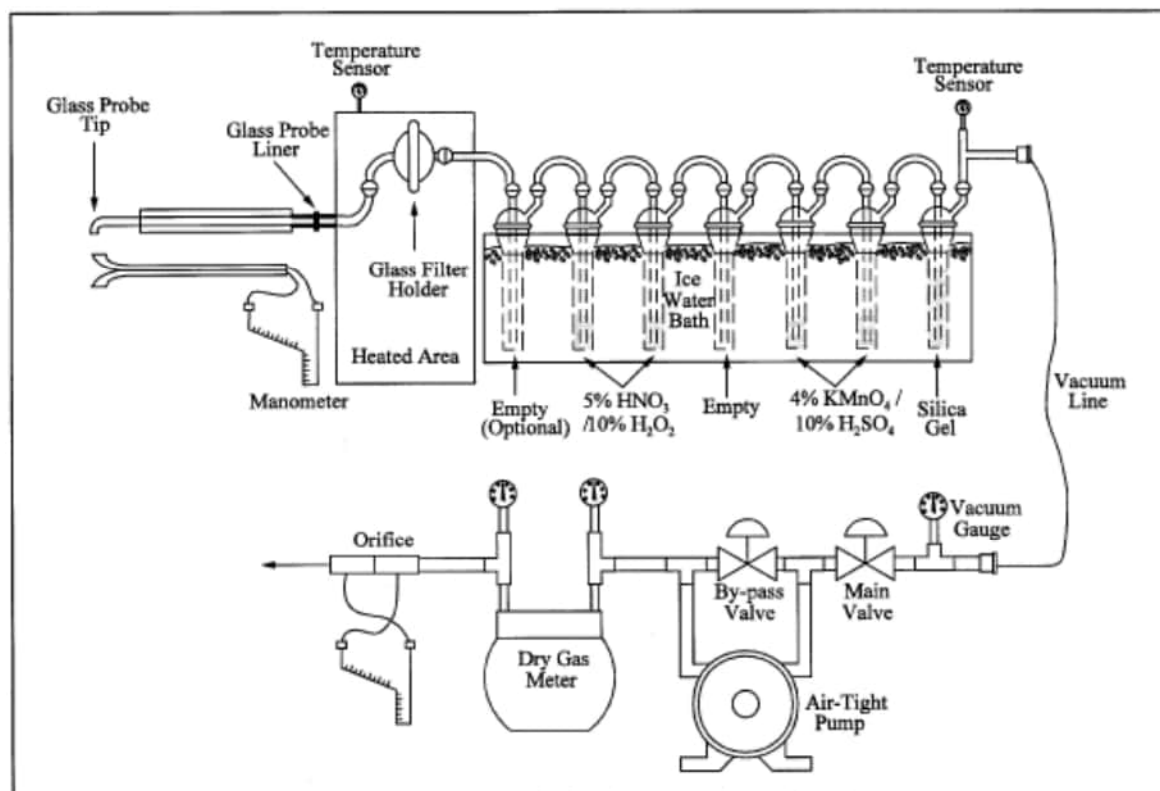 Temperature
Sensor
Temperature
Sensor
Glass Probe
Tip
Glass Probe
Liner
Glass Filter
Holder
Ice
Water
Bath
Heated Area
Manometer
Empty
(Optional)
5% HNO₃
/10% H₂O₂
Empty
4% KMnO₄ /
10% H₂SO₄
Silica
Gel
Vacuum
Line
Vacuum
Gauge
Orifice
By-pass
Valve
Main
Valve
Dry Gas
Meter
Air-Tight
Pump